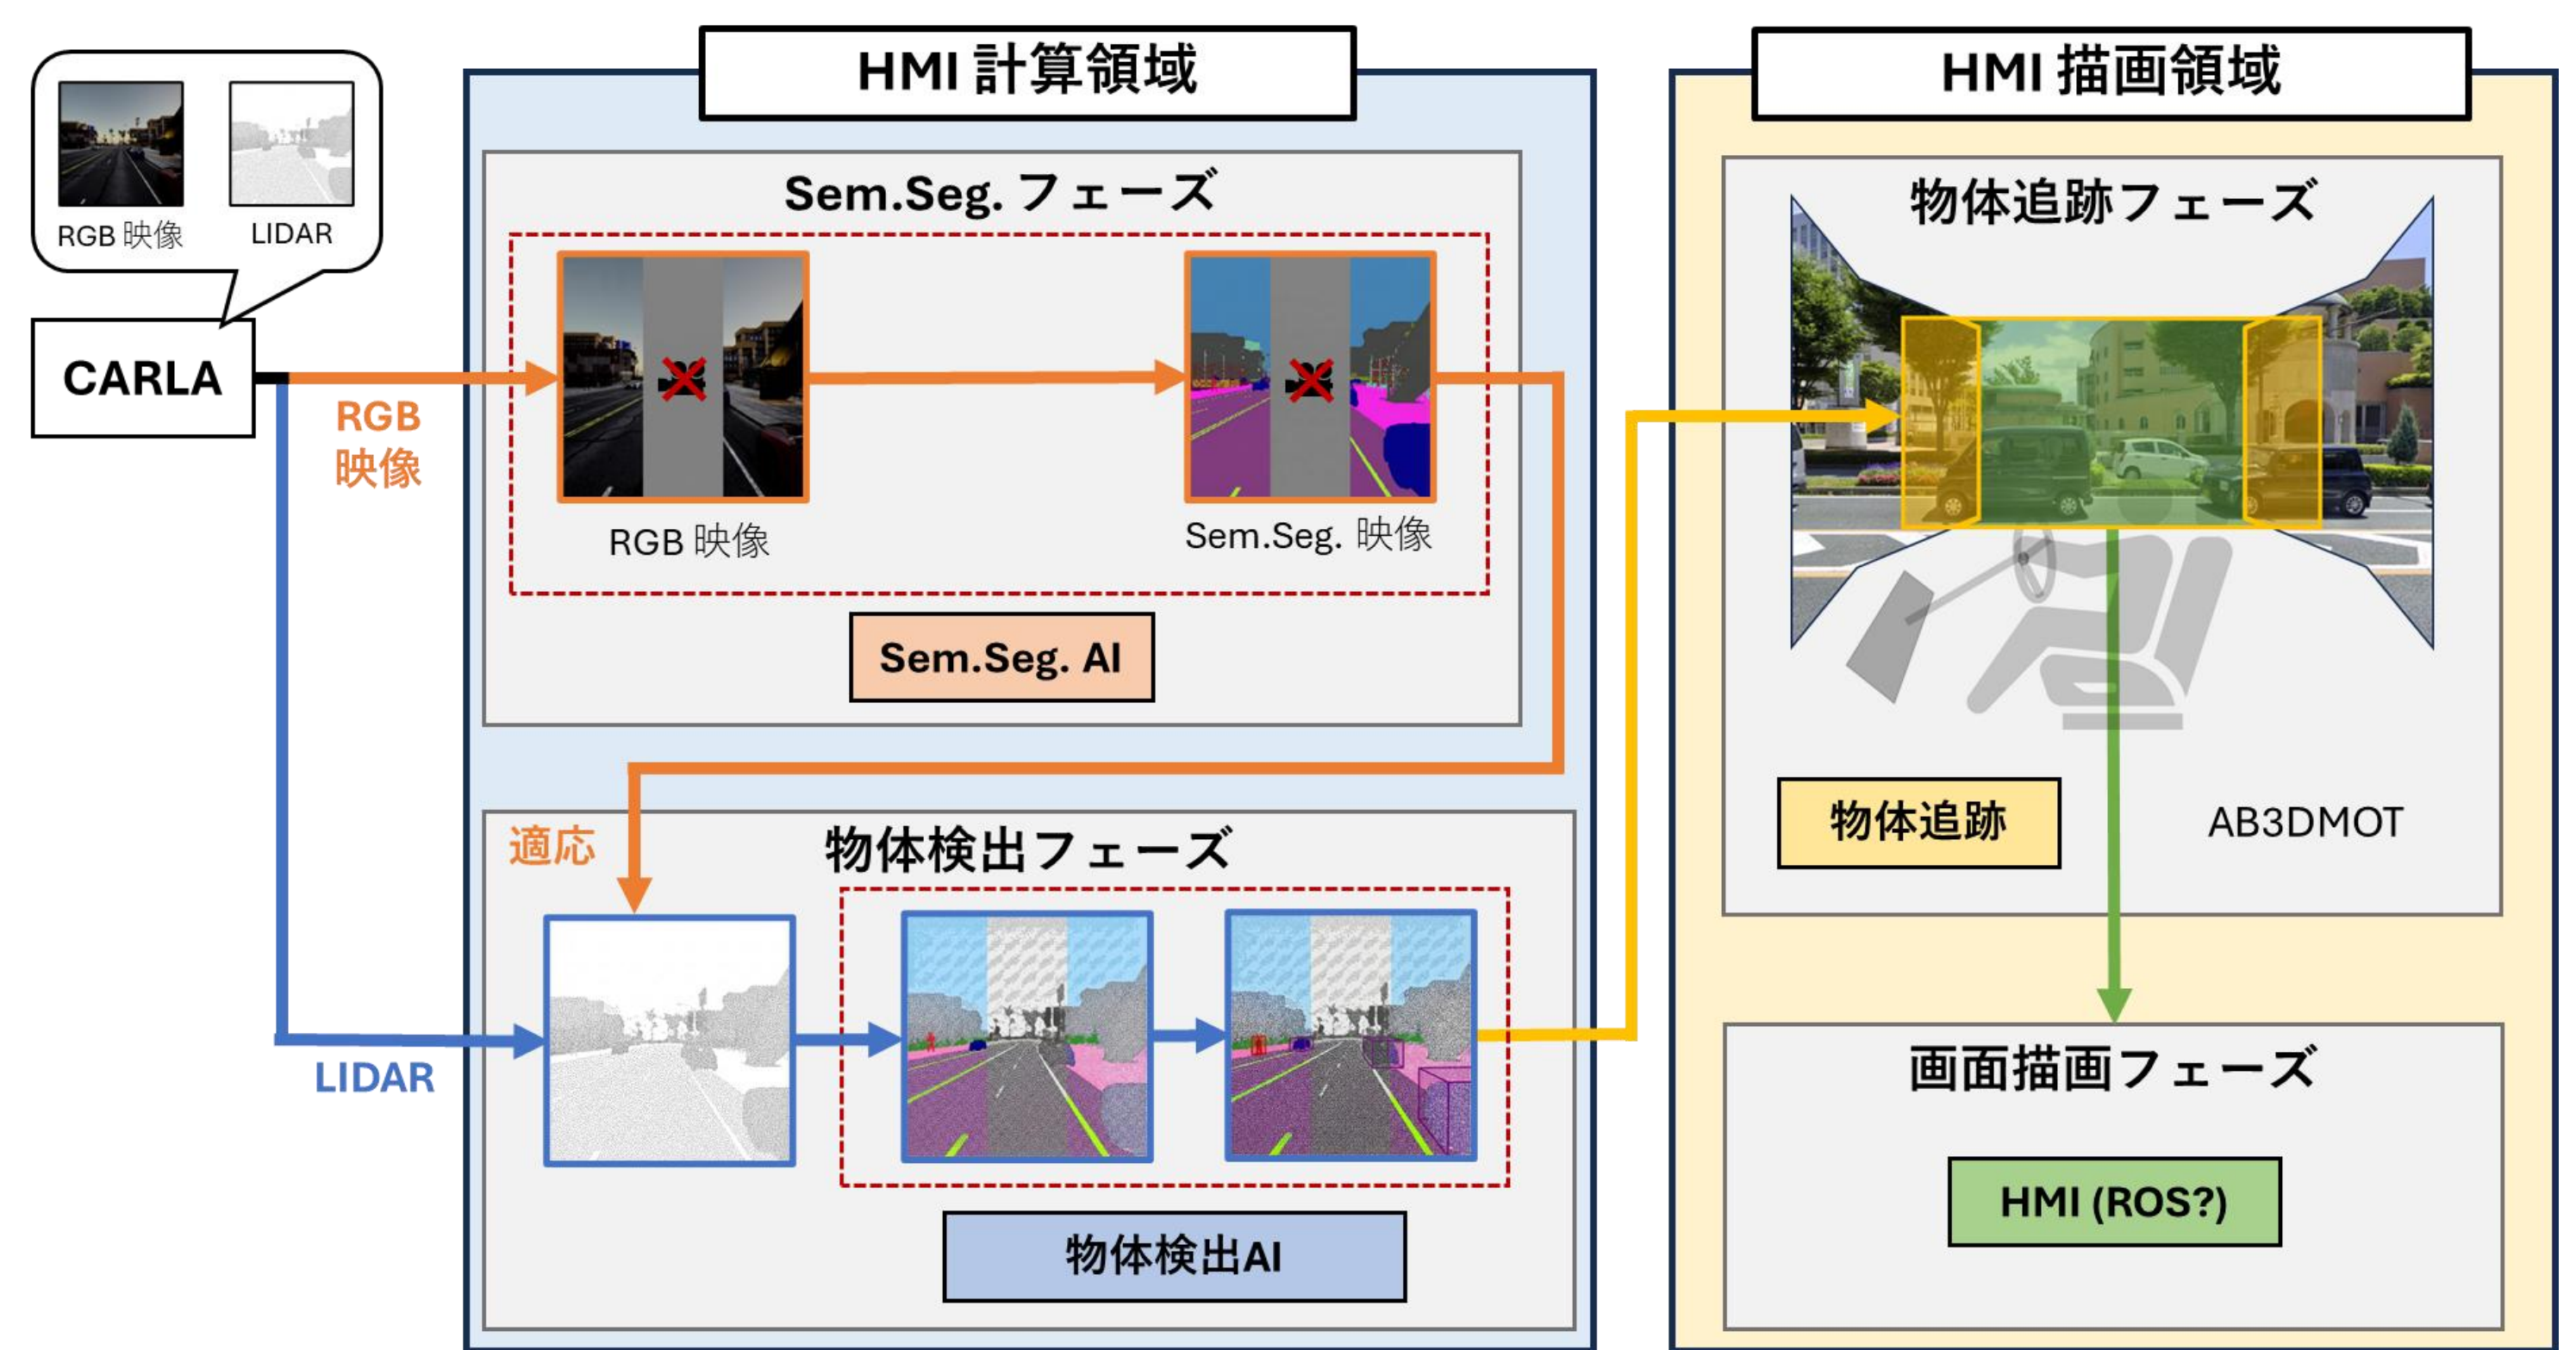 RGB 映像
LIDAR
CARLA
RGB
映像
LIDAR
HMI 計算領域
Sem.Seg. フェーズ
RGB 映像
Sem.Seg. 映像
Sem.Seg. AI
適応
物体検出フェーズ
物体検出AI
HMI 描画領域
物体追跡フェーズ
物体追跡
AB3DMOT
画面描画フェーズ
HMI (ROS?)